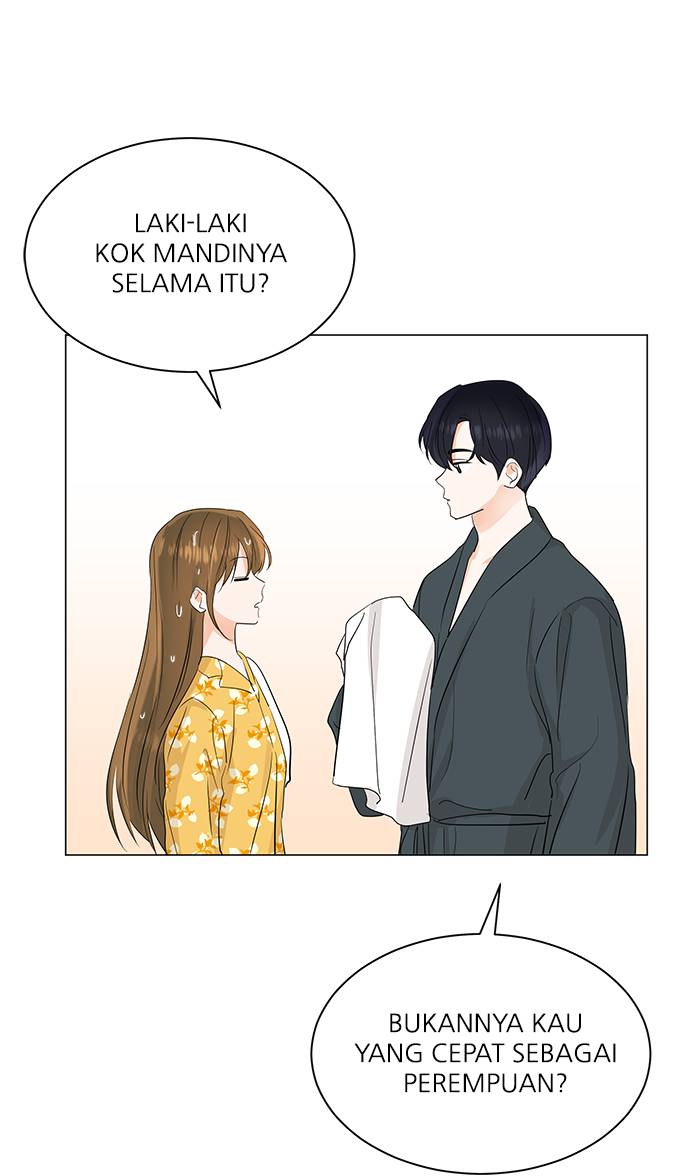 LAKI-LAKI
KOK MANDINYA
SELAMA ITU?
BUKANNYA KAU
YANG CEPAT SEBAGAI
PEREMPUAN?